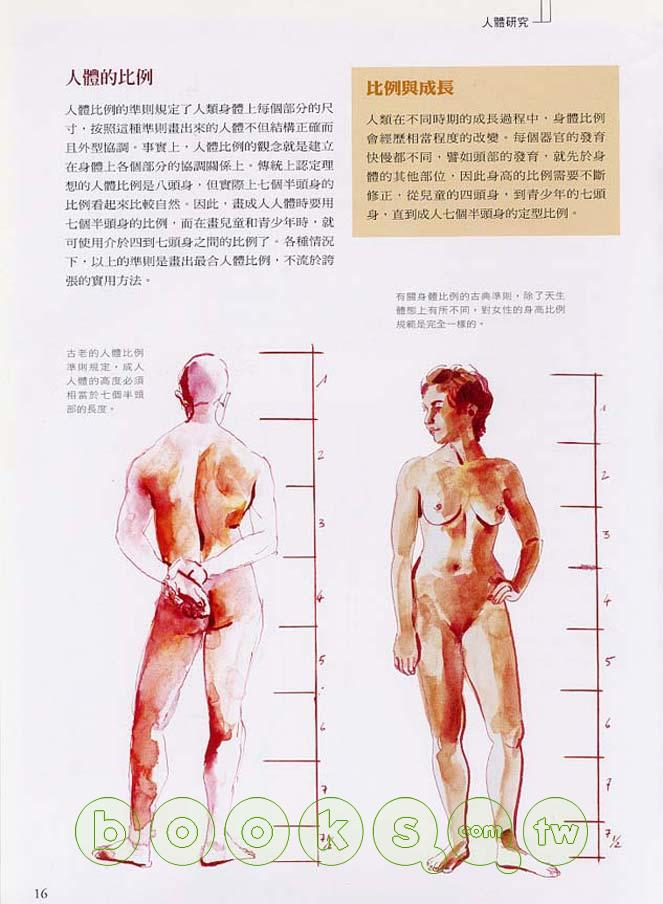 人體研究
人體的比例
人體比例的準則規定了人類身體上每個部分的尺
寸，按照這種準則畫出來的人體不但結構正確而
且外型協調。事實上，人體的觀念就是建立
在身體上各個部分的協調關係上。傳統上認定理
想的人體比例是八頭身，但實際上七個半頭身的
比例看起來比較自然。因此，畫成人人體時要用
七個半頭身的比例，而在畫兒童和青少年時，就
可使用介於四到七頭身之間的比例了。各種情況
下，以上的準則是畫出最合人體比例，不流於誇
張的實用方法。
比例與成長
人類在不同時期的成長過程中，身體比例
會經歷相當程度的改變。每個器官的發育
快慢都不同，譬如頭部的發育，就先於身
體的其他部位，因此身高的比例需要不斷
修正，從兒童的四頭身，到青少年的七頭
身，直到成人七個半頭身的定型比例。
有關身體比例的古典準則，除了天生
體態上有所不同，對女性的身高比例
規範是完全一樣的。
古老的人體比例
準則規定，成人
人體的高度必須
相當於七個半頭
部的長度。
1
2
3
4
5
6
7
7½
1
2
3
4
5
6
7
7½
books.com.tw
16